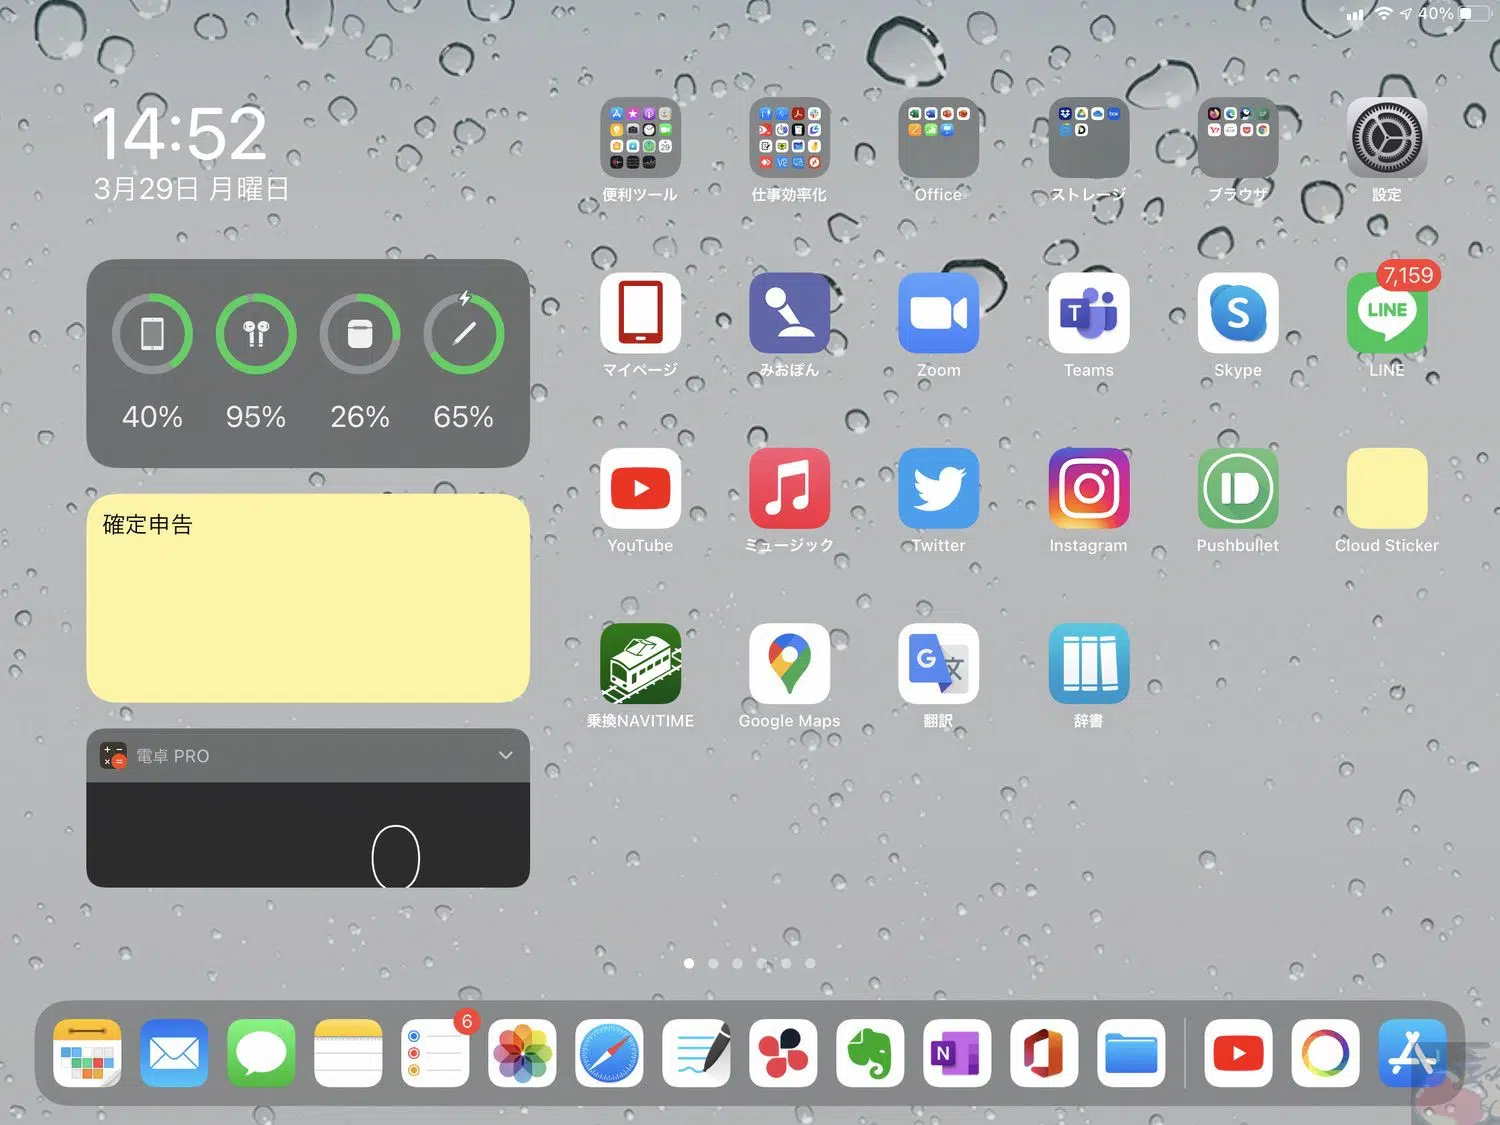 40%
14:52
3月29日 月曜日
40% 95% 26% 65%
確定申告
電卓 PRO
0
便利ツール 仕事効率化 Office ストレージ ブラウザ 設定
7,159
LINE
マイページ みおぽん Zoom Teams Skype LINE
YouTube ミュージック Twitter Instagram Pushbullet Cloud Sticker
乗換NAVITIME Google Maps 翻訳 辞書
6